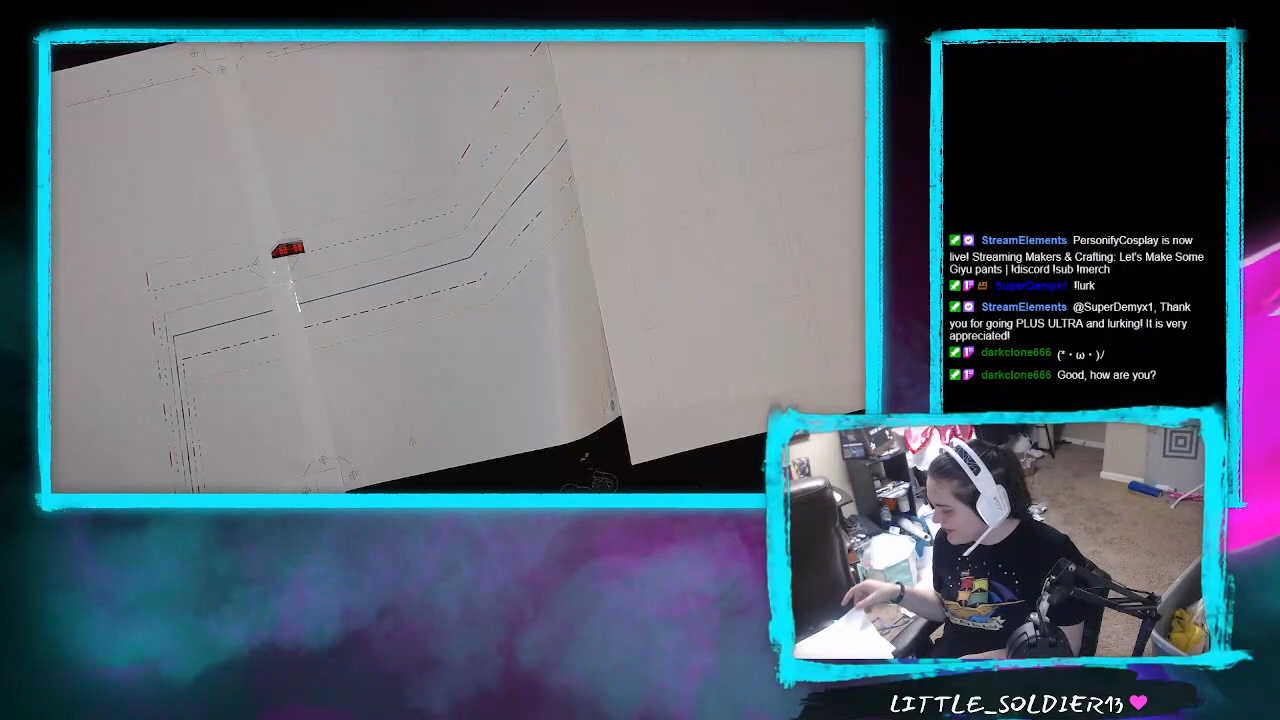 StreamElements PersonifyCosplay is now
live! Streaming Makers & Crafting: Let's Make Some
Giyu pants | !discord !sub !merch
SuperDemyx1 !lurk
StreamElements @SuperDemyx1, Thank
you for going PLUS ULTRA and lurking! It is very
appreciated!
darkclone666 (*・ω・)ﾉ
darkclone666 Good, how are you?
LITTLE_SOLDIER13